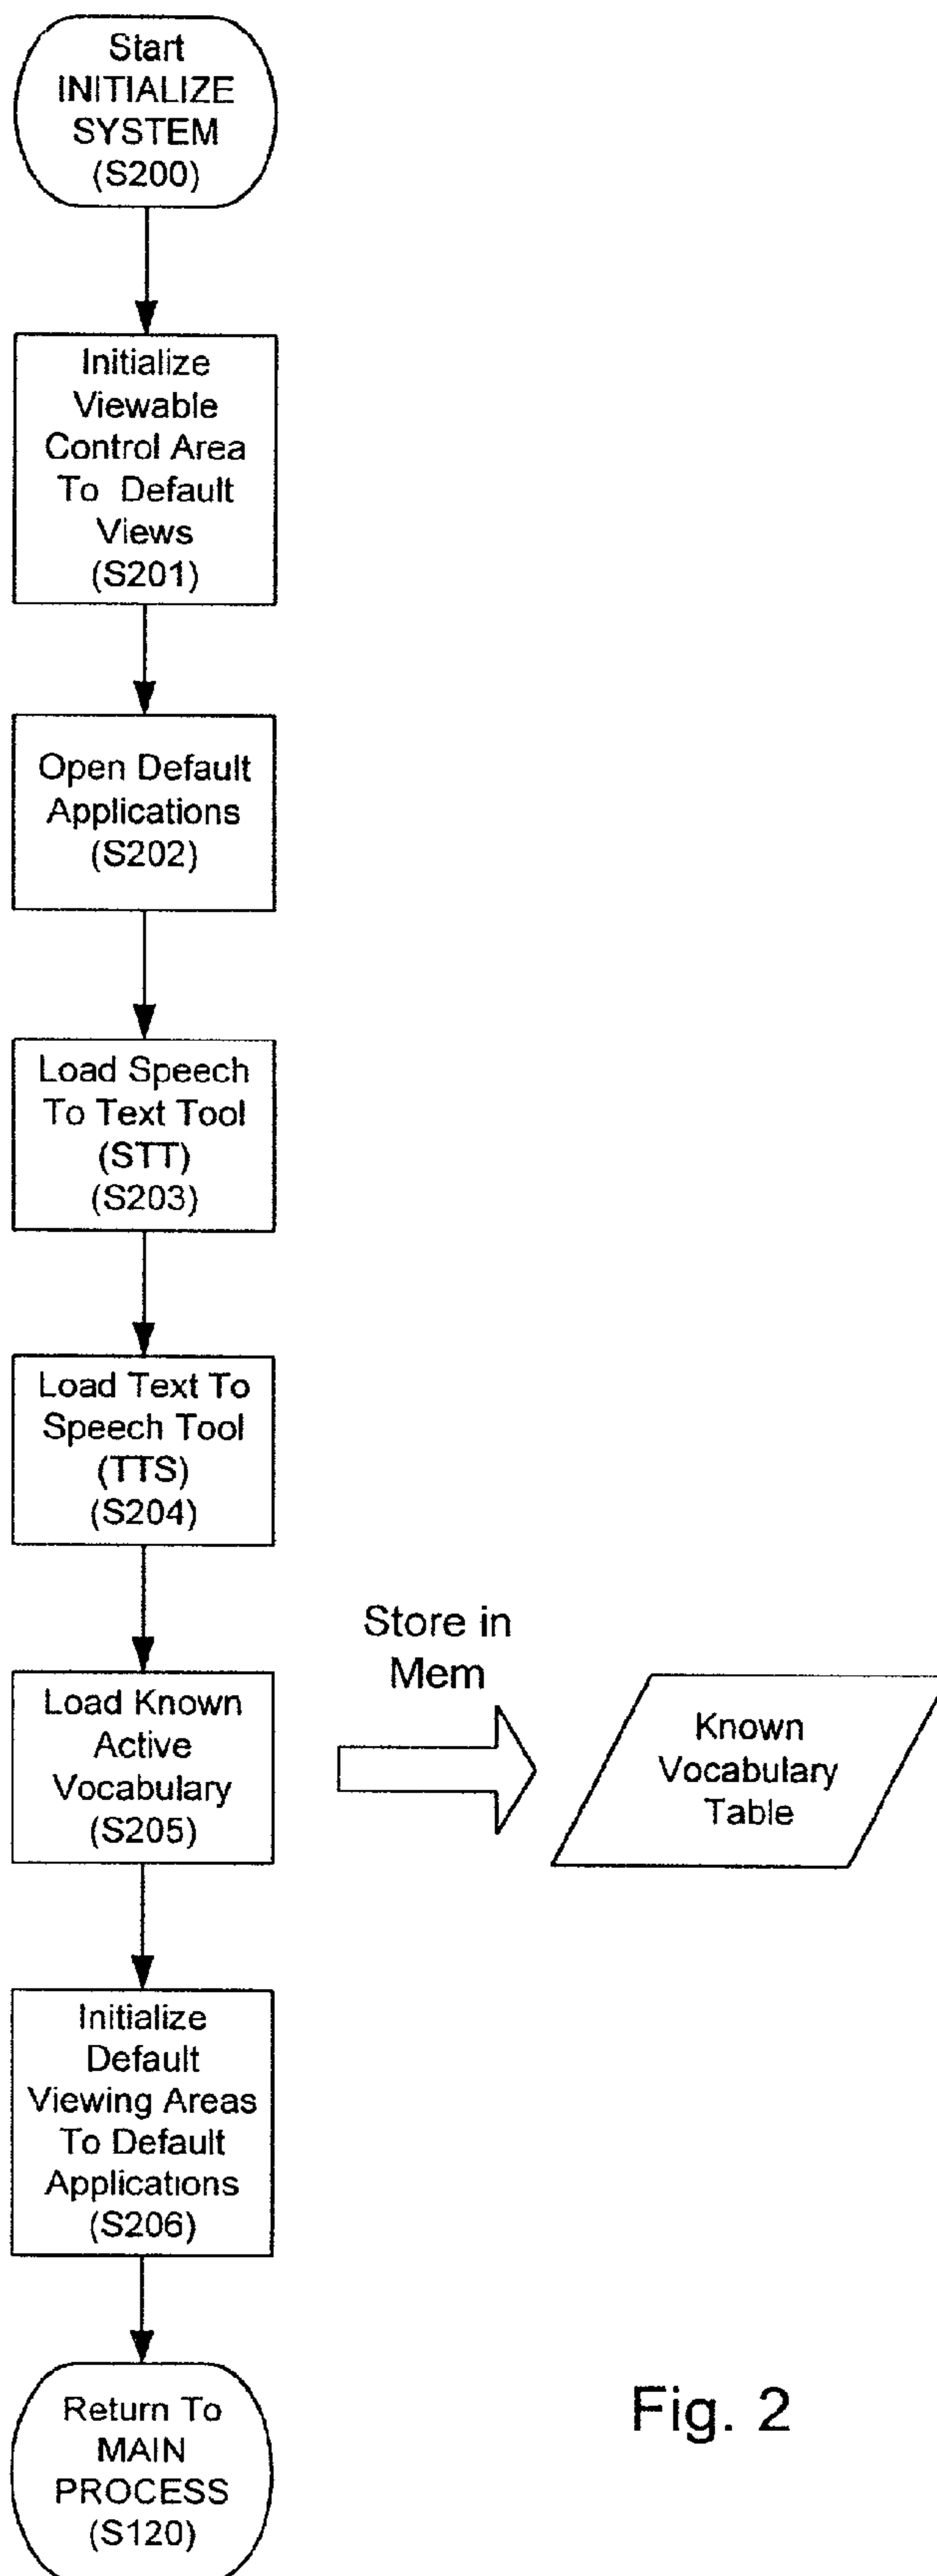 Start
INITIALIZE
SYSTEM
(S200)
Initialize
Viewable
Control Area
To Default
Views
(S201)
Open Default
Applications
(S202)
Load Speech
To Text Tool
(STT)
(S203)
Load Text To
Speech Tool
(TTS)
(S204)
Load Known
Active
Vocabulary
(S205)
Store in
Mem
Known
Vocabulary
Table
Initialize
Default
Viewing Areas
To Default
Applications
(S206)
Return To
MAIN
PROCESS
(S120)
Fig. 2